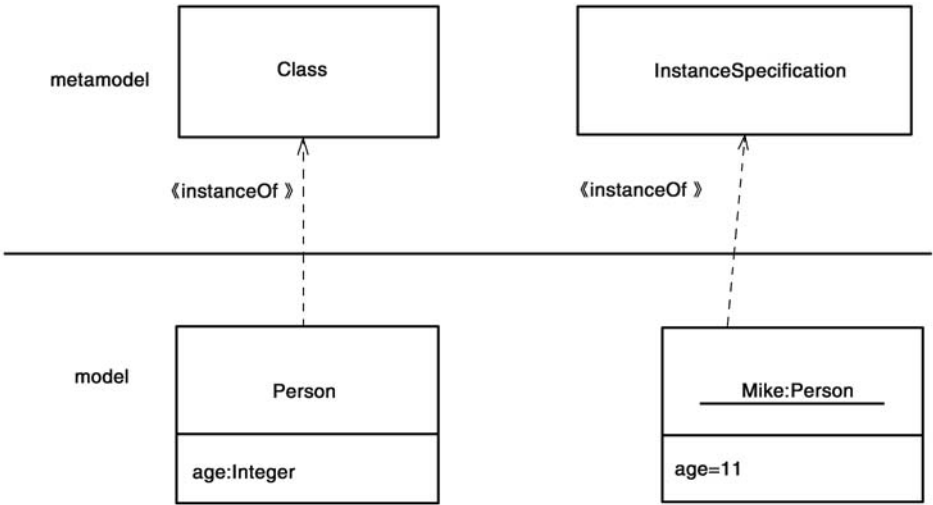 metamodel
Class
InstanceSpecification
《instanceOf 》
《instanceOf 》
model
Person
Mike:Person
age:Integer
age=11